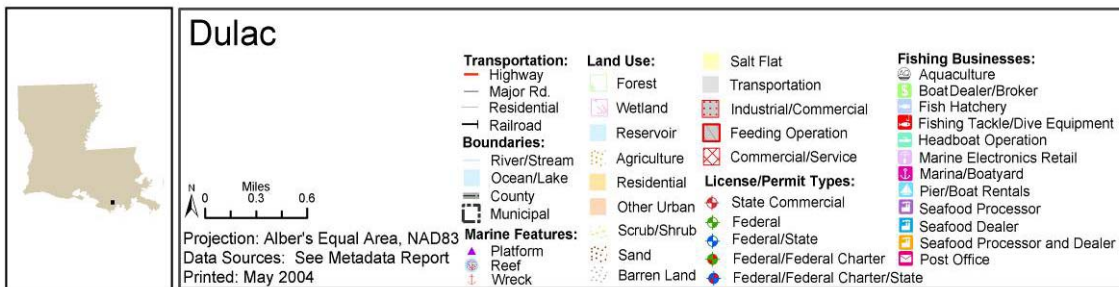 Dulac
N
Miles
0 0.3 0.6
Projection: Alber's Equal Area, NAD83
Data Sources: See Metadata Report
Printed: May 2004
Transportation:
Highway
Major Rd.
Residential
Railroad
Boundaries:
River/Stream
Ocean/Lake
County
Municipal
Marine Features:
Platform
Reef
Wreck
Land Use:
Forest
Wetland
Reservoir
Agriculture
Residential
Other Urban
Scrub/Shrub
Sand
Barren Land
Salt Flat
Transportation
Industrial/Commercial
Feeding Operation
Commercial/Service
License/Permit Types:
State Commercial
Federal
Federal/State
Federal/Federal Charter
Federal/Federal Charter/State
Fishing Businesses:
Aquaculture
BoatDealer/Broker
Fish Hatchery
Fishing Tackle/Dive Equipment
Headboat Operation
Marine Electronics Retail
Marina/Boatyard
Pier/Boat Rentals
Seafood Processor
Seafood Dealer
Seafood Processor and Dealer
Post Office